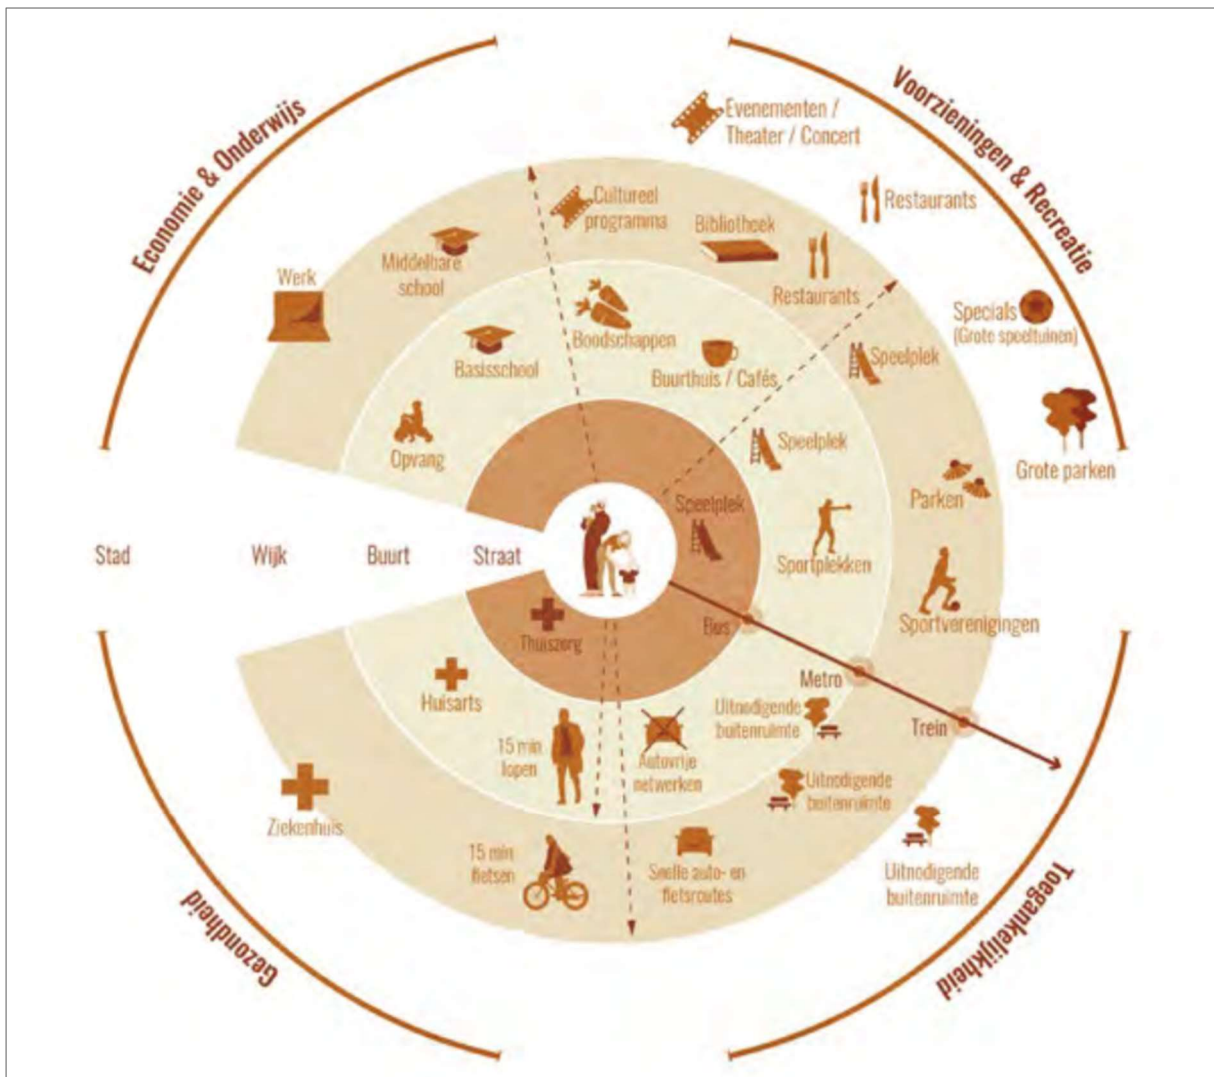 Economie & Onderwijs
Voorzieningen & Recreatie
Evenementen /
Theater / Concert
Restaurants
Cultureel
programma
Bibliotheek
Restaurants
Middelbare
school
Werk
Specials
(Grote speeltuinen)
Boodschappen
Speelplek
Basisschool
Buurthuis / Cafés
Speelplek
Opvang
Grote parken
Parken
Speelplek
Stad
Wijk
Buurt
Straat
Sportplekken
Sportverenigingen
Thuiszorg
Bus
Metro
Huisarts
Uitnodigende
buitenruimte
Trein
15 min
lopen
Autovrije
netwerken
Uitnodigende
buitenruimte
Ziekenhuis
15 min
fietsen
Snelle auto- en
fietsroutes
Uitnodigende
buitenruimte
Gezondheid
Toegankelijkheid